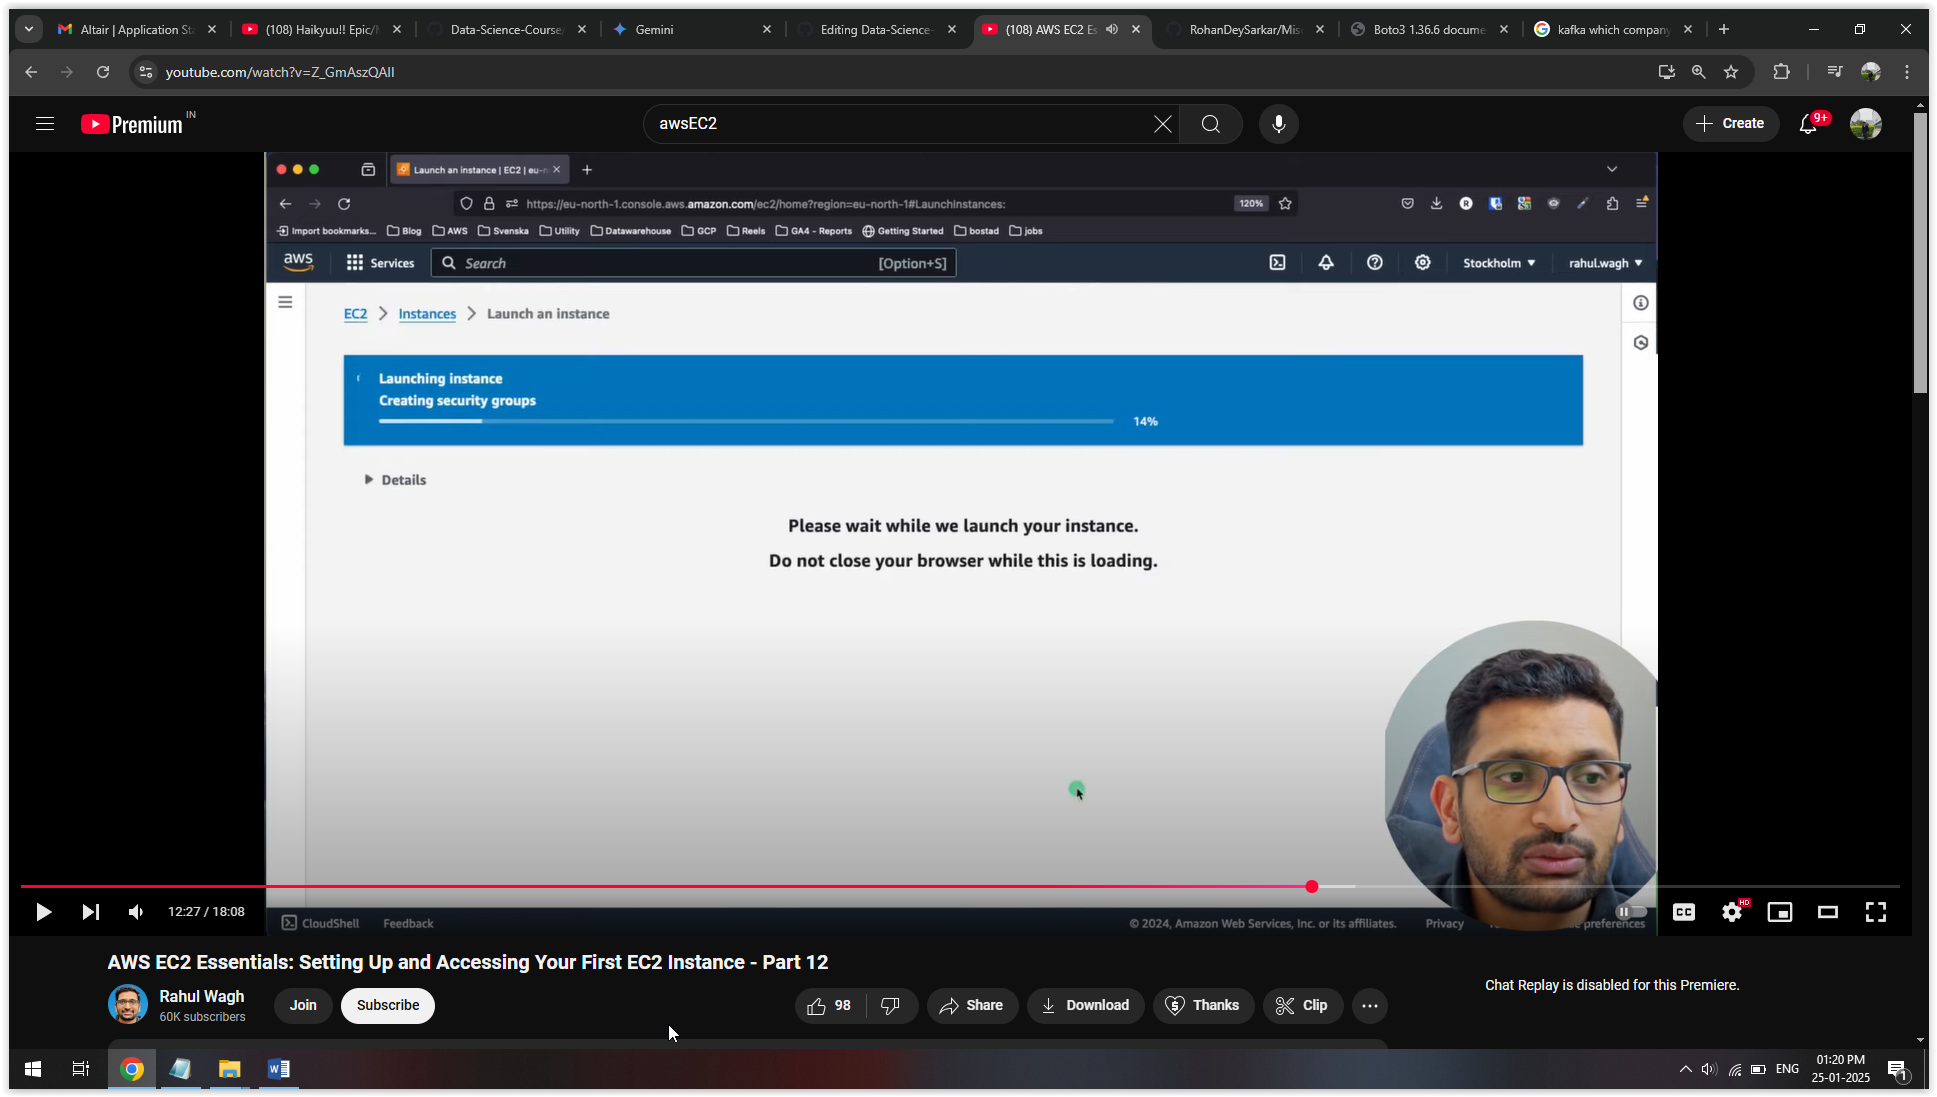 Altair | Application Sta
(108) Haikyuu!! Epic/
Data-Science-Course/
Gemini
Editing Data-Science-
(108) AWS EC2 Es
RohanDeySarkar/Mis
Boto3 1.36.6 docume
kafka which company
youtube.com/watch?v=Z_GmAszQAII
Premium IN
awsEC2
Create
9+
Launch an instance | EC2 | eu-n
https://eu-north-1.console.aws.amazon.com/ec2/home?region=eu-north-1#LaunchInstances:
120%
Import bookmarks...
Blog
AWS
Svenska
Utility
Datawarehouse
GCP
Reels
GA4 - Reports
Getting Started
bostad
jobs
aws
Services
Search
[Option+S]
Stockholm
rahul.wagh
EC2
Instances
Launch an instance
Launching instance
Creating security groups
14%
Details
Please wait while we launch your instance.
Do not close your browser while this is loading.
12:27 / 18:08
CC
HD
CloudShell
Feedback
© 2024, Amazon Web Services, Inc. or its affiliates.
Privacy
preferences
AWS EC2 Essentials: Setting Up and Accessing Your First EC2 Instance - Part 12
Chat Replay is disabled for this Premiere.
Rahul Wagh
60K subscribers
Join
Subscribe
98
Share
Download
Thanks
Clip
ENG
01:20 PM
25-01-2025
1